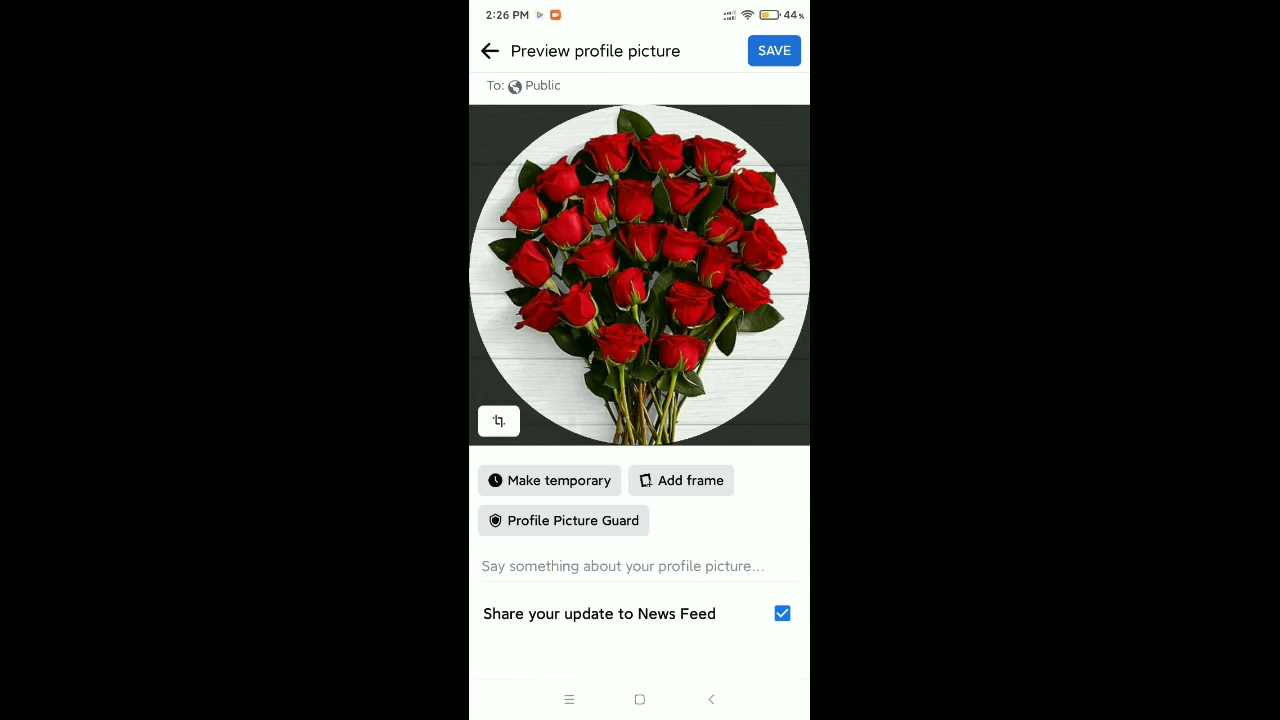 2:26 PM 44%
Preview profile picture SAVE
To: Public
Make temporary Add frame
Profile Picture Guard
Say something about your profile picture...
Share your update to News Feed